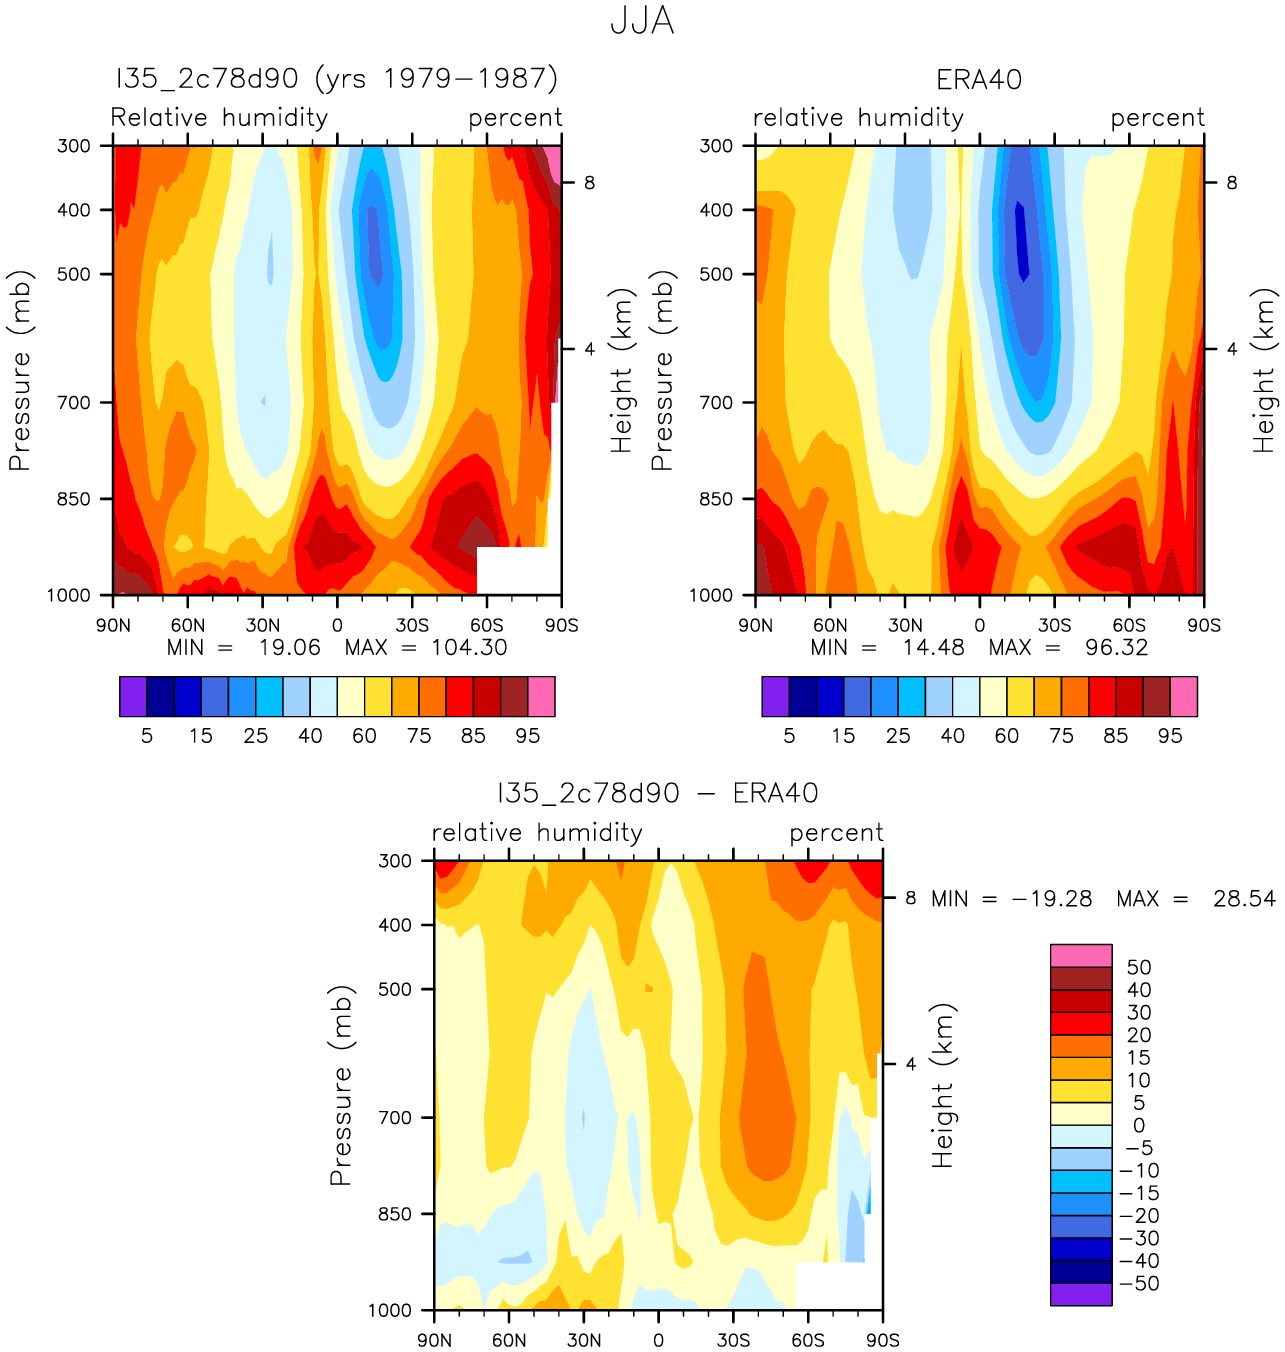 JJA
I35_2c78d90 (yrs 1979−1987)
Relative humidity percent
300
400
500
700
850
1000
Pressure (mb)
8
4
Height (km)
90N 60N 30N 0 30S 60S 90S
MIN = 19.06 MAX = 104.30
5 15 25 40 60 75 85 95
ERA40
relative humidity percent
300
400
500
700
850
1000
Pressure (mb)
8
4
Height (km)
90N 60N 30N 0 30S 60S 90S
MIN = 14.48 MAX = 96.32
5 15 25 40 60 75 85 95
I35_2c78d90 − ERA40
relative humidity percent
300
400
500
700
850
1000
Pressure (mb)
8
4
Height (km)
90N 60N 30N 0 30S 60S 90S
MIN = −19.28 MAX = 28.54
50
40
30
20
15
10
5
0
−5
−10
−15
−20
−30
−40
−50